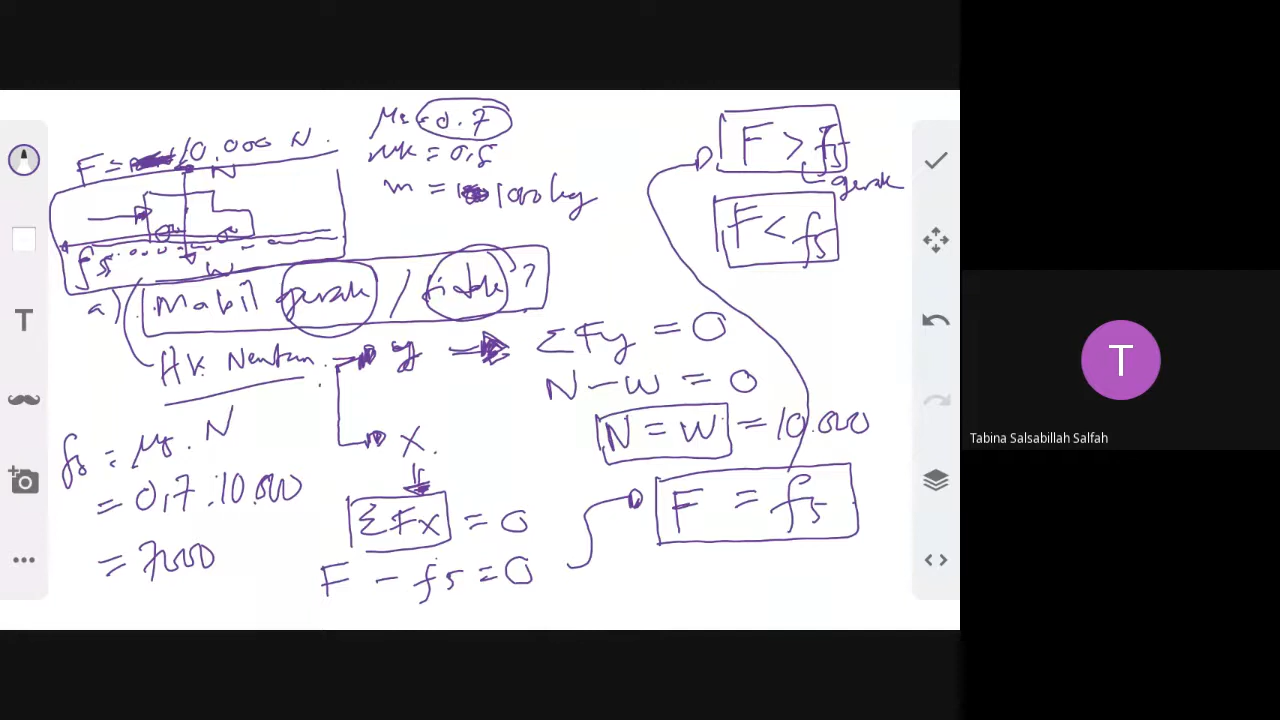 F = 10.000 N.
N
fs
W
μs = 0.7
μk = 0,5
m = 1000 kg
F > fs
gerak
F < fs
a) Mobil gerak / tidak ?
HK Newton. y ΣFy = 0
N - W = 0
N = W = 10.000
x.
ΣFx = 0
F - fs = 0
F = fs
fs = μs . N
= 0,7 . 10.000
= 7000
T
T
Tabina Salsabillah Salfah